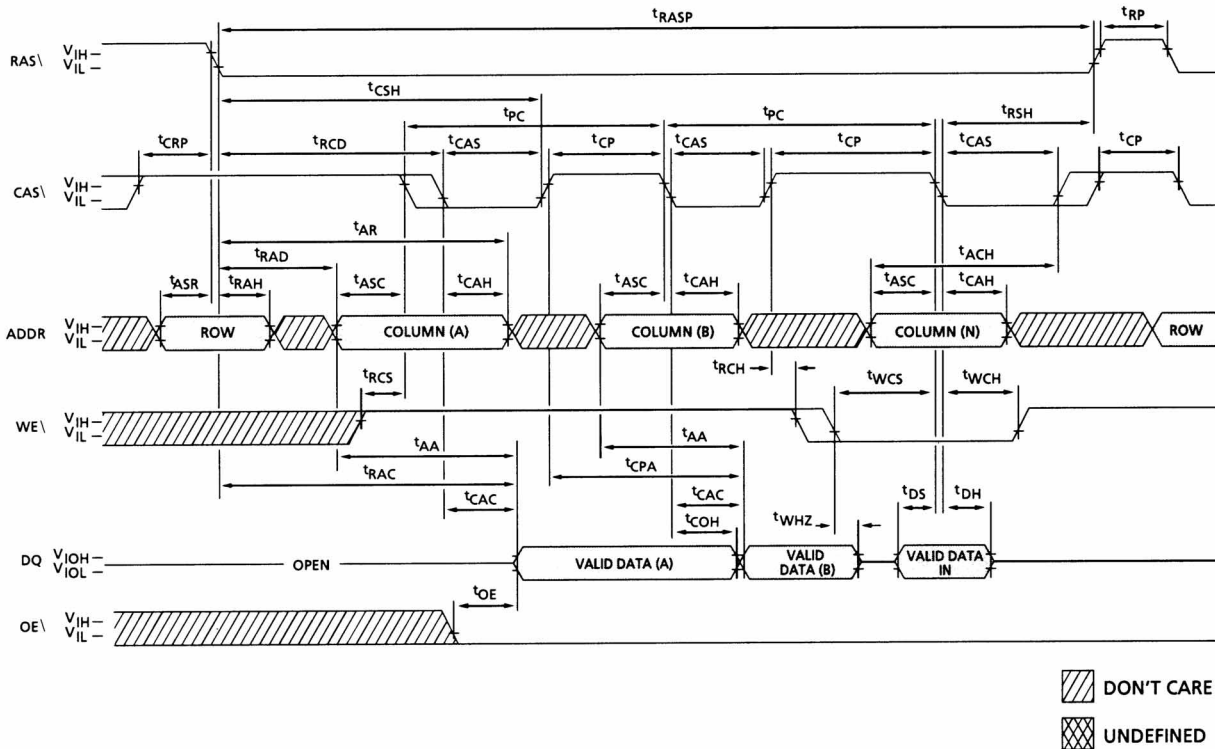 tRASP
tRP
RAS\ VIH VIL
tCSH
tPC tPC tRSH
tCRP tRCD tCAS tCP tCAS tCP tCAS tCP
CAS\ VIH VIL
tAR
tRAD tACH
tASR tRAH tASC tCAH tASC tCAH tASC tCAH
ADDR VIH VIL ROW COLUMN (A) COLUMN (B) COLUMN (N) ROW
tRCH
tRCS tWCS tWCH
WE\ VIH VIL
tAA tAA
tRAC tCPA
tCAC tCAC
tCOH tWHZ tDS tDH
DQ VIOH VIOL OPEN VALID DATA (A) VALID DATA (B) VALID DATA IN
tOE
OE\ VIH VIL
DON'T CARE
UNDEFINED